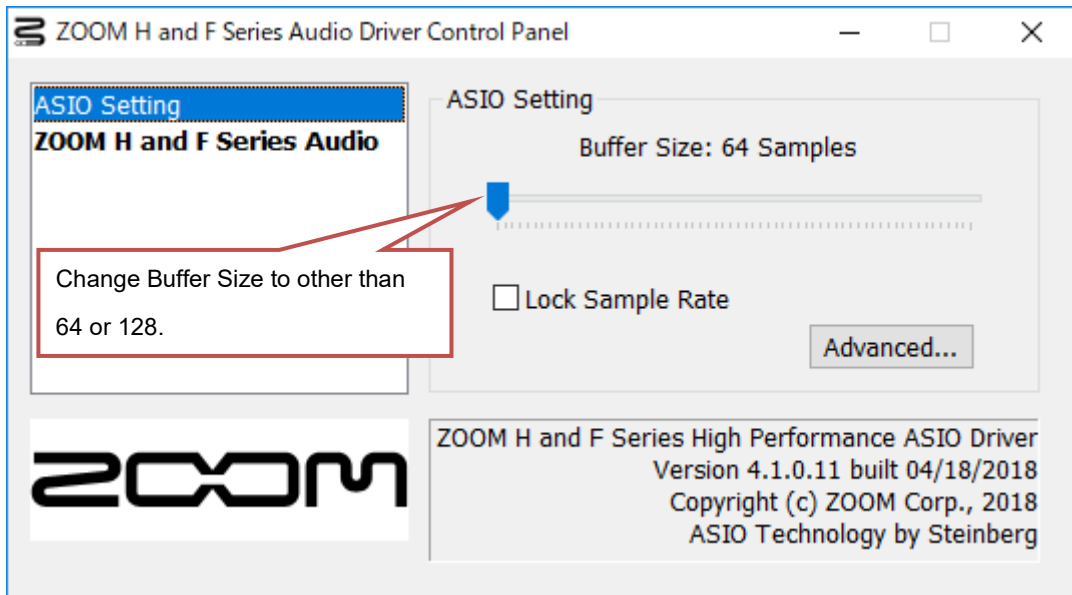 ZOOM H and F Series Audio Driver Control Panel
ASIO Setting
ZOOM H and F Series Audio
ASIO Setting
Buffer Size: 64 Samples
Change Buffer Size to other than
64 or 128.
Lock Sample Rate
Advanced...
ZOOM
ZOOM H and F Series High Performance ASIO Driver
Version 4.1.0.11 built 04/18/2018
Copyright (c) ZOOM Corp., 2018
ASIO Technology by Steinberg